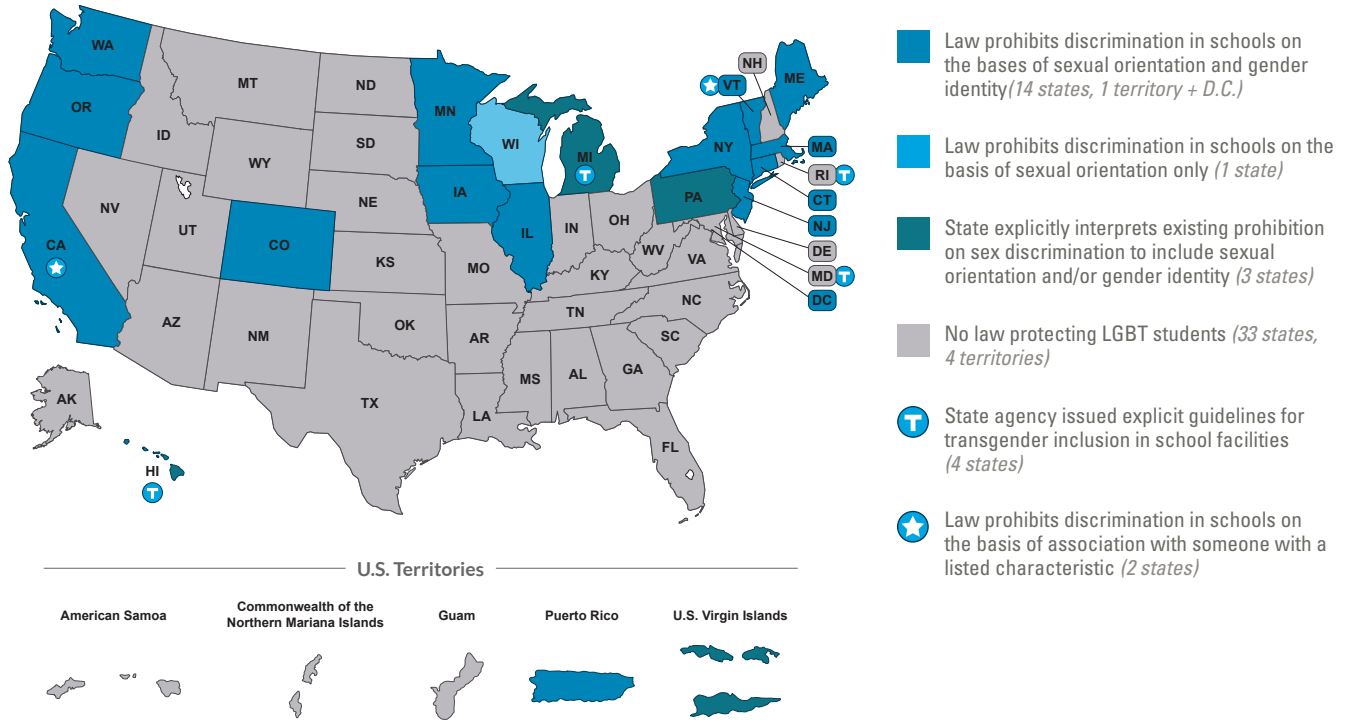 WA
OR
CA
ID
NV
MT
WY
UT
AZ
CO
NM
ND
SD
NE
KS
OK
TX
MN
IA
MO
AR
LA
WI
IL
MI
IN
OH
KY
TN
MS
AL
GA
FL
SC
NC
VA
WV
PA
NY
VT
NH
ME
MA
RI
T
CT
NJ
DE
MD
T
DC
T
AK
HI
T
Law prohibits discrimination in schools on
the bases of sexual orientation and gender
identity(14 states, 1 territory + D.C.)
Law prohibits discrimination in schools on the
basis of sexual orientation only (1 state)
State explicitly interprets existing prohibition
on sex discrimination to include sexual
orientation and/or gender identity (3 states)
No law protecting LGBT students (33 states,
4 territories)
T
State agency issued explicit guidelines for
transgender inclusion in school facilities
(4 states)
Law prohibits discrimination in schools on
the basis of association with someone with a
listed characteristic (2 states)
U.S. Territories
American Samoa
Commonwealth of the
Northern Mariana Islands
Guam
Puerto Rico
U.S. Virgin Islands